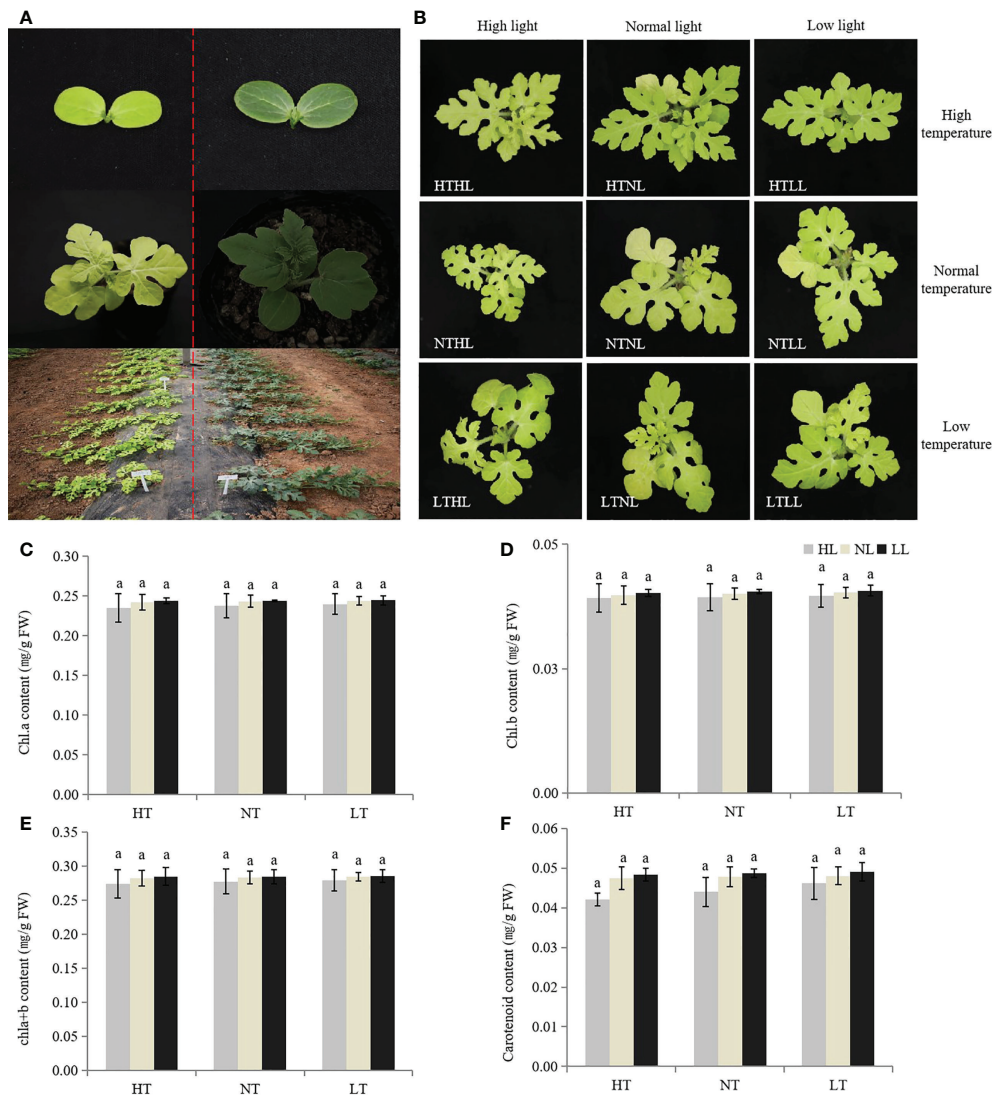 A
B
High light
Normal light
Low light
HTHL
HTNL
HTLL
High
temperature
NTHL
NTNL
NTLL
Normal
temperature
LTHL
LTNL
LTLL
Low
temperature
C
Chl.a content (㎎/g FW)
0.30
0.25
0.20
0.15
0.10
0.05
0.00
a a a
a a a
a a a
HT
NT
LT
D
HL NL LL
Chl.b content (㎎/g FW)
0.05
0.03
0.00
a a a
a a a
a a a
HT
NT
LT
E
chla+b content (㎎/g FW)
0.35
0.30
0.25
0.20
0.15
0.10
0.05
0.00
a a a
a a a
a a a
HT
NT
LT
F
Carotenoid content (㎎/g FW)
0.06
0.05
0.04
0.03
0.02
0.01
0.00
a a a
a a a
a a a
HT
NT
LT